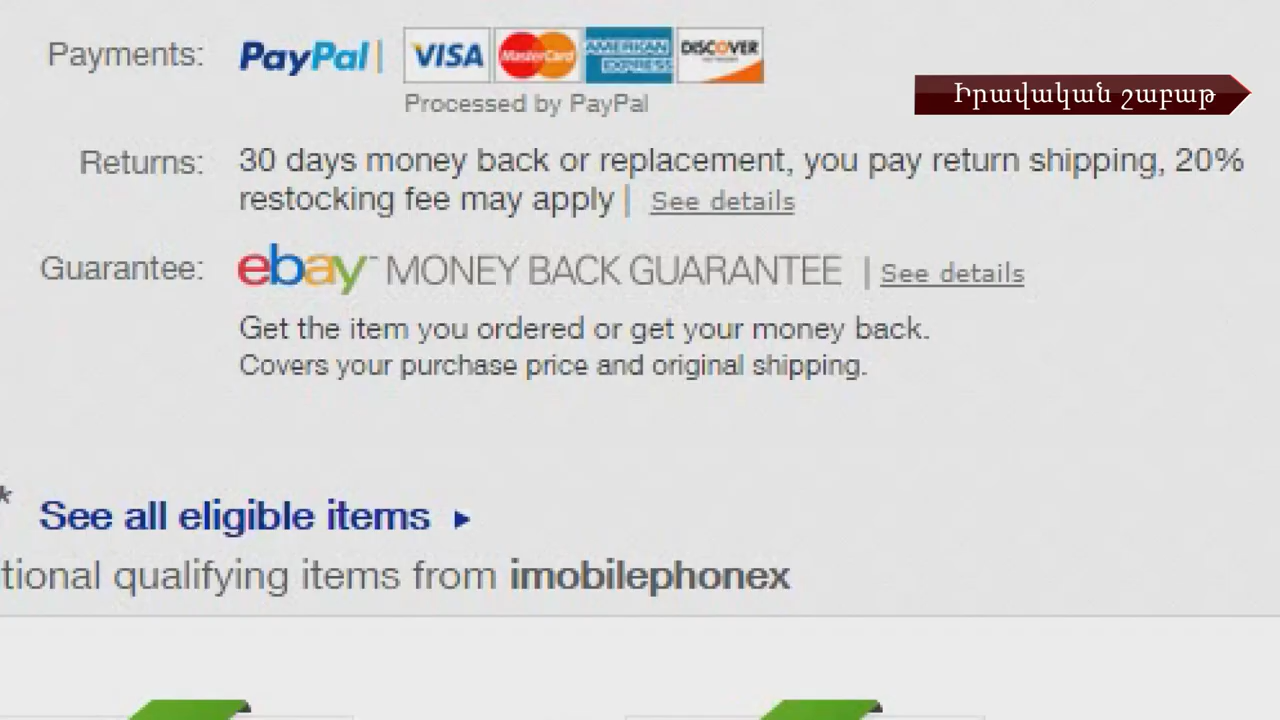 Payments: PayPal | VISA MasterCard AMERICAN EXPRESS DISCOVER
Processed by PayPal
Իրավական շաբաթ
Returns: 30 days money back or replacement, you pay return shipping, 20%
restocking fee may apply | See details
Guarantee: ebay™ MONEY BACK GUARANTEE | See details
Get the item you ordered or get your money back.
Covers your purchase price and original shipping.
* See all eligible items
tional qualifying items from imobilephonex